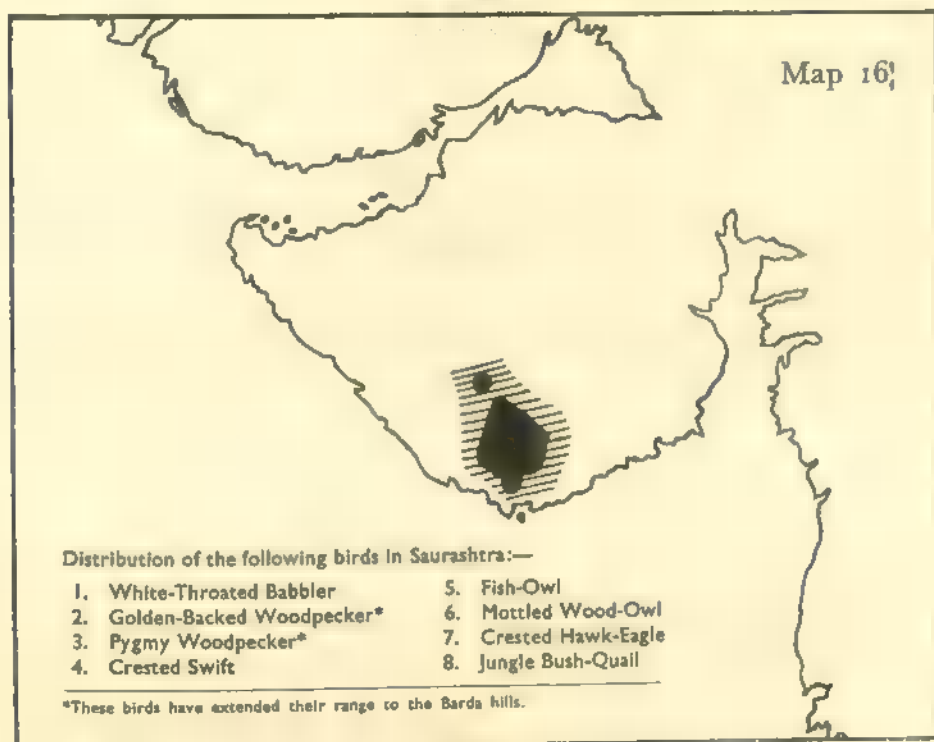 Map 16
Distribution of the following birds in Saurashtra:—
1. White-Throated Babbler
2. Golden-Backed Woodpecker*
3. Pygmy Woodpecker*
4. Crested Swift
5. Fish-Owl
6. Mottled Wood-Owl
7. Crested Hawk-Eagle
8. Jungle Bush-Quail
*These birds have extended their range to the Barda hills.